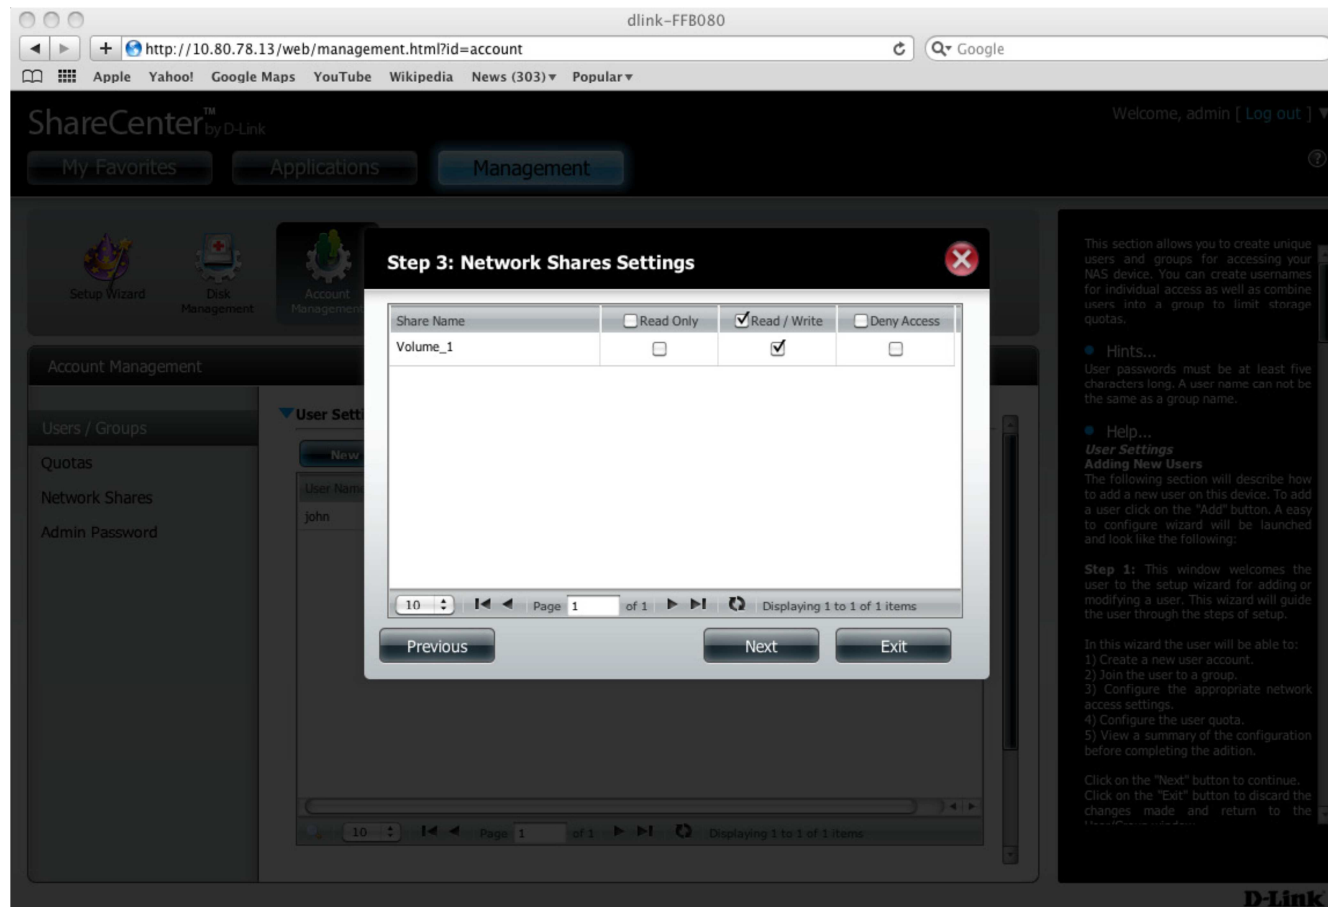 dlink-FFB080
http://10.80.78.13/web/management.html?id=account
Google
Apple Yahoo! Google Maps YouTube Wikipedia News (303) Popular
ShareCenter™ by D-Link
Welcome, admin [ Log out ]
My Favorites Applications Management
Setup Wizard
Disk Management
Account Management
Step 3: Network Shares Settings
Share Name Read Only Read / Write Deny Access
Volume_1
10 Page 1 of 1 Displaying 1 to 1 of 1 items
Previous Next Exit
Account Management
Users / Groups
Quotas
Network Shares
Admin Password
User Setti
New
User Name
john
10 Page 1 of 1 Displaying 1 to 1 of 1 items
This section allows you to create unique
users and groups for accessing your
NAS device. You can create usernames
for individual access as well as combine
users into a group to limit storage
quotas.
Hints...
User passwords must be at least five
characters long. A user name can not be
the same as a group name.
Help...
User Settings
Adding New Users
The following section will describe how
to add a new user on this device. To add
a user click on the "Add" button. A easy
to configure wizard will be launched
and look like the following:
Step 1: This window welcomes the
user to the setup wizard for adding or
modifying a user. This wizard will guide
the user through the steps of setup.
In this wizard the user will be able to:
1) Create a new user account.
2) Join the user to a group.
3) Configure the appropriate network
access settings.
4) Configure the user quota.
5) View a summary of the configuration
before completing the adition.
Click on the "Next" button to continue.
Click on the "Exit" button to discard the
changes made and return to the
D-Link